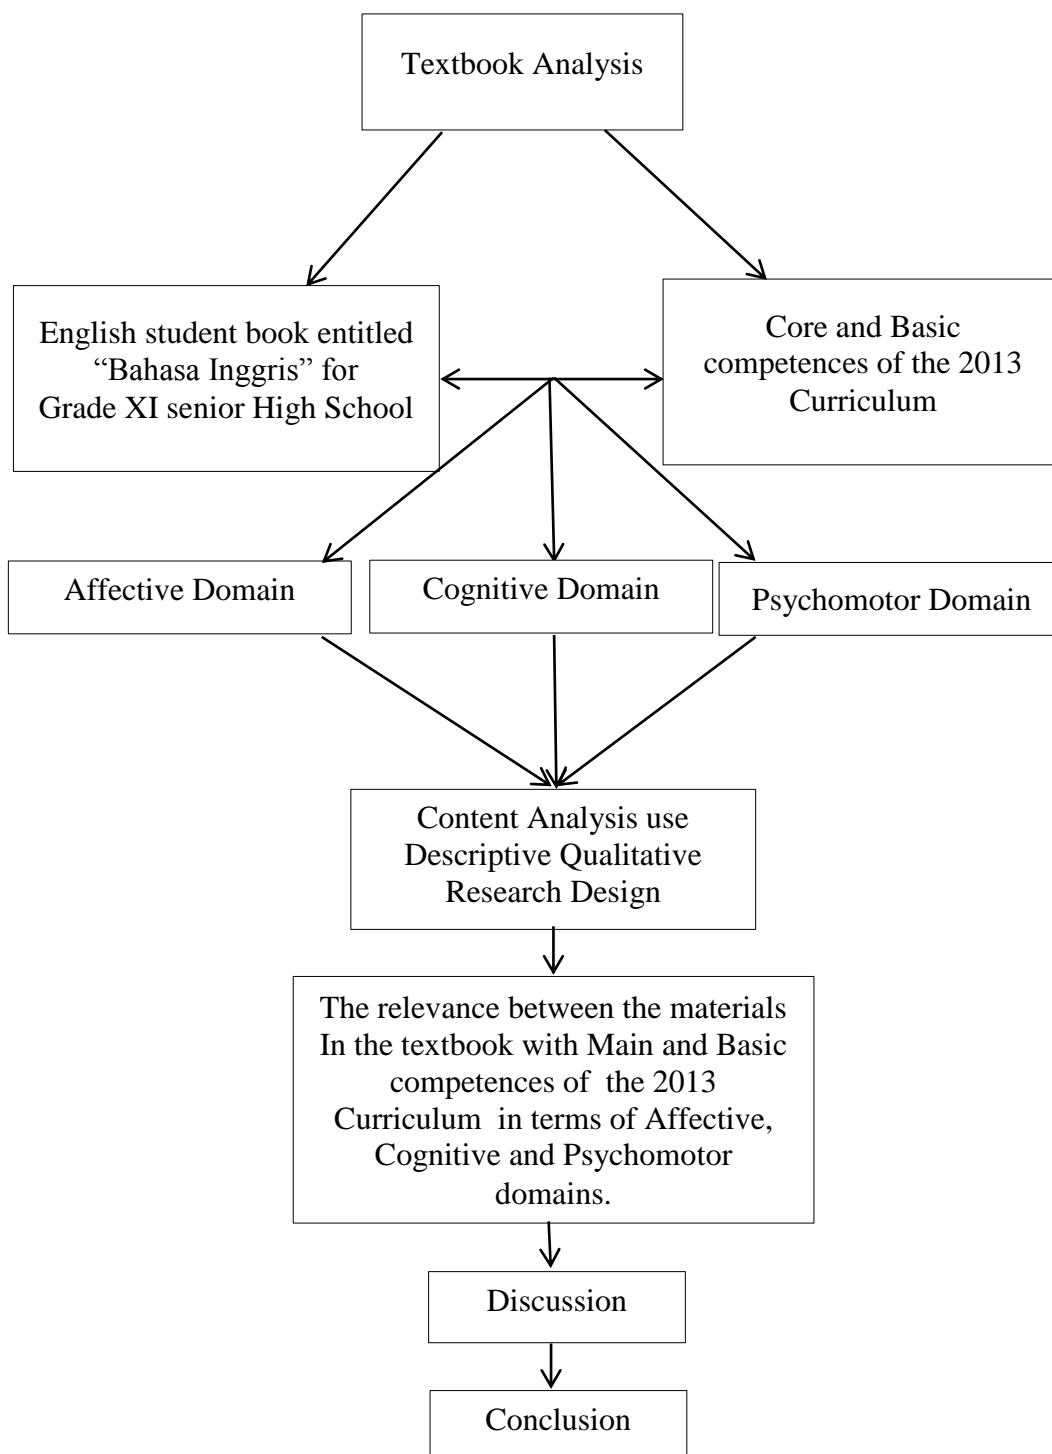 Textbook Analysis
English student book entitled
“Bahasa Inggris” for
Grade XI senior High School
Core and Basic
competences of the 2013
Curriculum
Affective Domain
Cognitive Domain
Psychomotor Domain
Content Analysis use
Descriptive Qualitative
Research Design
The relevance between the materials
In the textbook with Main and Basic
competences of the 2013
Curriculum in terms of Affective,
Cognitive and Psychomotor
domains.
Discussion
Conclusion